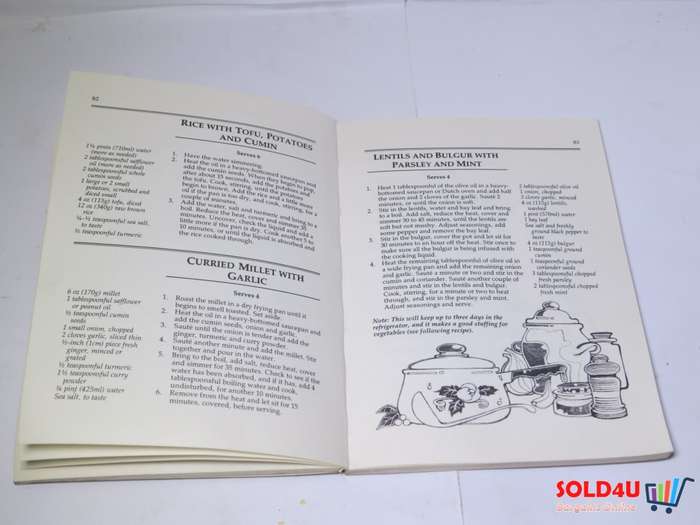 82
RICE WITH TOFU, POTATOES
AND CUMIN
Serves 6
1¼ pints (710ml) water
(more as needed)
2 tablespoonsful safflower
oil (more as needed)
2 tablespoonsful whole
cumin seeds
1 large or 2 small
potatoes, scrubbed and
diced small
4 oz (115g) tofu, diced
12 oz (340g) raw brown
rice
¼-½ teaspoonful sea salt,
to taste
½ teaspoonful turmeric
1. Have the water simmering.
2. Heat the oil in a heavy-bottomed saucepan and
add the cumin seeds. When they begin to pop,
after about 15 seconds, add the potatoes and
the tofu. Cook, stirring, until the potatoes
begin to brown. Add the rice and a little more
oil if the pan is too dry, and cook, stirring, for a
couple of minutes.
3. Add the water, salt and turmeric and bring to a
boil. Reduce the heat, cover and simmer 35
minutes. Uncover, check the liquid and add a
little more if necessary. Cook another 5 to
10 minutes, or until the liquid is absorbed and
the rice cooked through.
CURRIED MILLET WITH
GARLIC
Serves 4
6 oz (170g) millet
1 tablespoonful safflower
or peanut oil
½ teaspoonful cumin
seeds
1 small onion, chopped
2 cloves garlic, sliced thin
½-inch (1cm) piece fresh
ginger, minced or
grated
½ teaspoonful turmeric
1½ teaspoonsful curry
powder
¾ pint (425ml) water
Sea salt, to taste
1. Roast the millet in a dry frying pan until it
begins to smell toasted. Set aside.
2. Heat the oil in a heavy-bottomed saucepan and
add the cumin seeds, onion and garlic.
3. Sauté until the onion is tender and add the
ginger, turmeric and curry powder.
4. Sauté another minute and add the millet. Stir
together and pour in the water.
5. Bring to the boil, add salt, reduce heat, cover
and simmer for 35 minutes. Check to see if the
water has been absorbed, and if it has, add 4
tablespoonsful boiling water and cook,
undisturbed, for another 10 minutes.
6. Remove from the heat and let sit for 15
minutes, covered, before serving.
83
LENTILS AND BULGUR WITH
PARSLEY AND MINT
Serves 4
1. Heat 1 tablespoonful of the olive oil in a heavy-
bottomed saucepan or Dutch oven and add half
the onion and 2 cloves of the garlic. Sauté 2
minutes, or until the onion is soft.
2. Stir in the lentils, water and bay leaf and bring
to a boil. Add salt, reduce the heat, cover and
simmer 30 to 45 minutes, until the lentils are
soft but not mushy. Adjust seasonings, add
some pepper and remove the bay leaf.
3. Stir in the bulgur, cover the pot and let sit for
30 minutes to an hour off the heat. Stir once to
make sure all the bulgur is being infused with
the cooking liquid.
4. Heat the remaining tablespoonful of olive oil in
a wide frying pan and add the remaining onion
and garlic. Sauté a minute or two and stir in the
cumin and coriander. Sauté another couple of
minutes and stir in the lentils and bulgur.
Cook, stirring, for a minute or two to heat
through, and stir in the parsley and mint.
Adjust seasonings and serve.
2 tablespoonsful olive oil
1 onion, chopped
3 cloves garlic, minced
4 oz (115g) lentils,
washed
1 pint (570ml) water
1 bay leaf
Sea salt and freshly
ground black pepper to
taste
4 oz (115g) bulgur
1 teaspoonful ground
cumin
½ teaspoonful ground
coriander seeds
3 tablespoonsful chopped
fresh parsley
2 tablespoonsful chopped
fresh mint
Note: This will keep up to three days in the
refrigerator, and it makes a good stuffing for
vegetables (see following recipe).
SOLD4U
Bargains Online